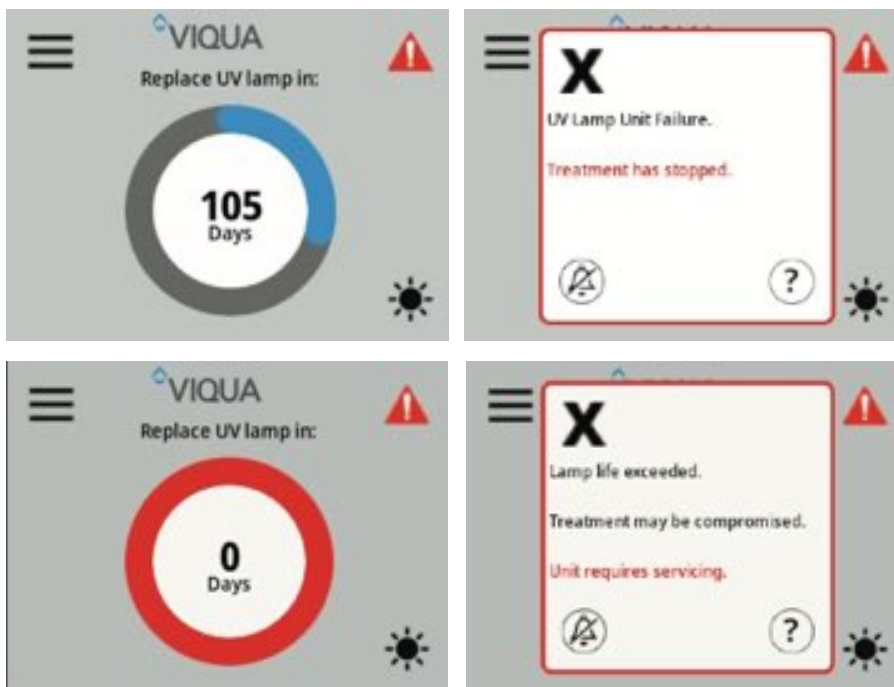 VIQUA
Replace UV lamp in:
105
Days
X
UV Lamp Unit Failure.
Treatment has stopped.
?
VIQUA
Replace UV lamp in:
0
Days
X
Lamp life exceeded.
Treatment may be compromised.
Unit requires servicing.
?